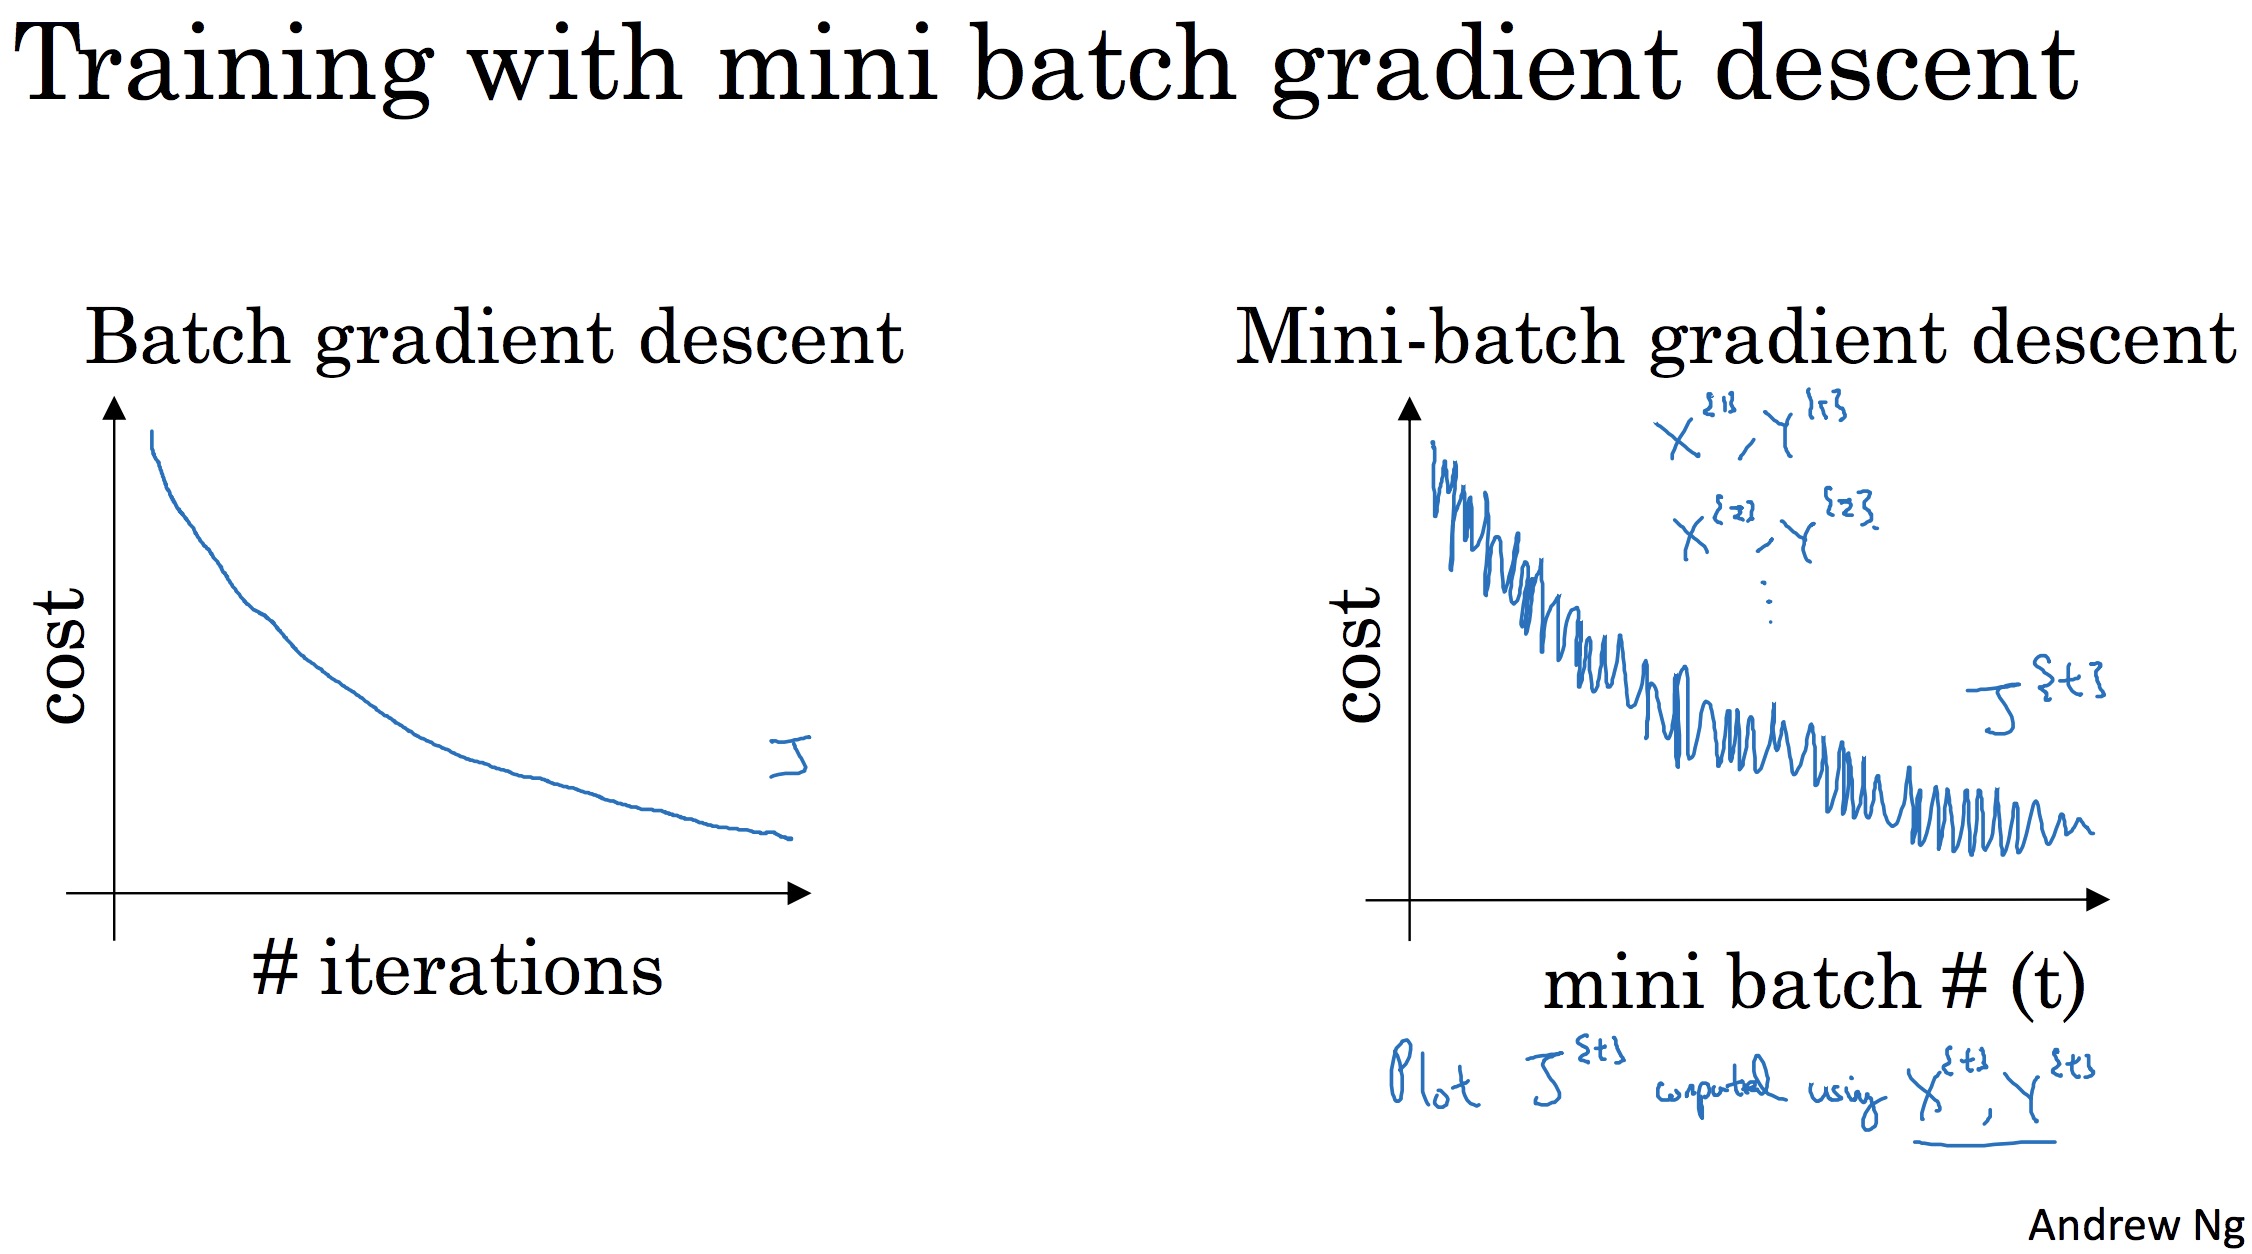 Training with mini batch gradient descent
Batch gradient descent
cost
J
# iterations
Mini-batch gradient descent
X^{1}, Y^{1}
X^{2}, Y^{2}
⋮
cost
J^{t}
mini batch # (t)
Plot J^{t} computed using X^{t}, Y^{t}
Andrew Ng